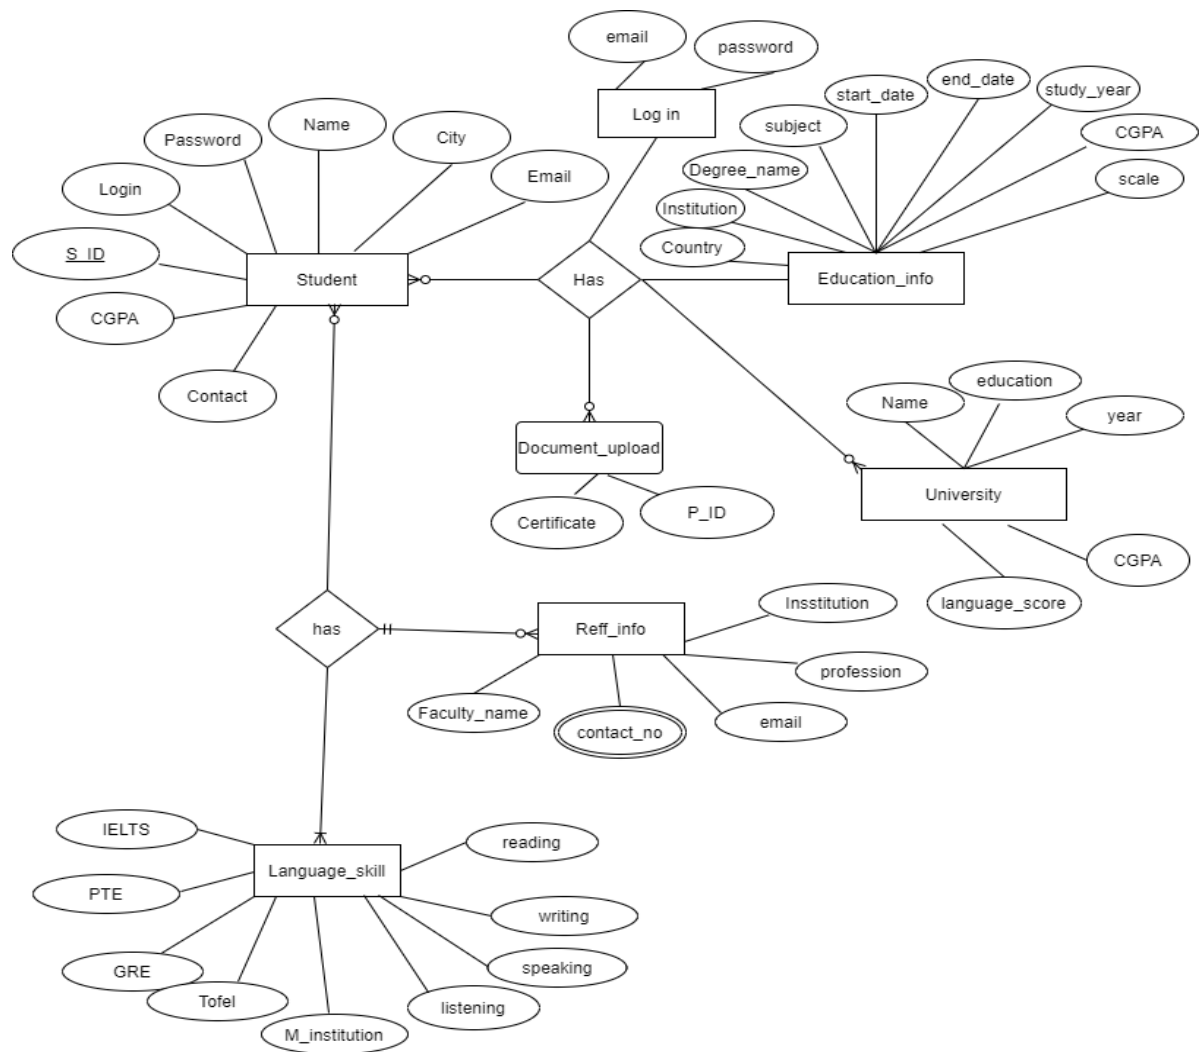 email
password
Log in
Name
Password
City
Login
Email
S_ID
Student
CGPA
Contact
Has
end_date
start_date
study_year
subject
CGPA
Degree_name
scale
Institution
Country
Education_info
Document_upload
Certificate
P_ID
education
Name
year
University
CGPA
language_score
has
Reff_info
Insstitution
profession
Faculty_name
email
contact_no
IELTS
reading
Language_skill
PTE
writing
GRE
speaking
Tofel
listening
M_institution